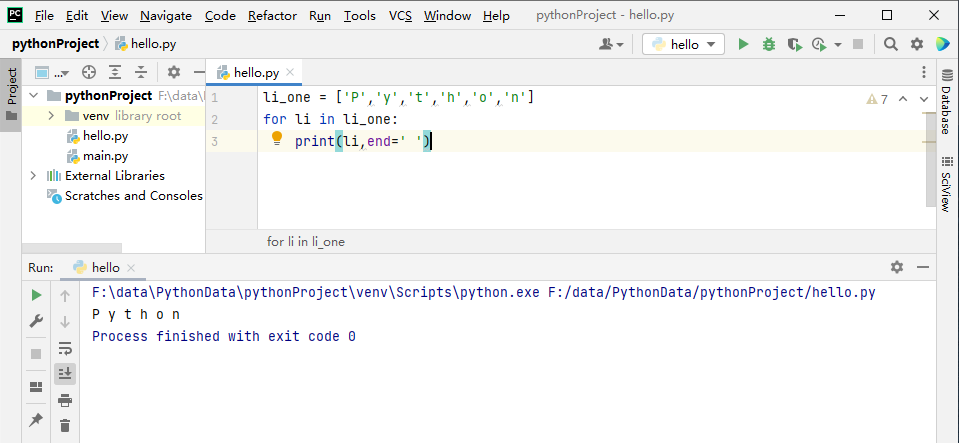 PC File Edit View Navigate Code Refactor Run Tools VCS Window Help pythonProject - hello.py
pythonProject hello.py hello
Project
... hello.py
pythonProject F:\data\
venv library root
hello.py
main.py
External Libraries
Scratches and Consoles
1 li_one = ['P','y','t','h','o','n']
2 for li in li_one:
3 print(li,end=' ')
7
for li in li_one
Database
SciView
Run: hello
F:\data\PythonData\pythonProject\venv\Scripts\python.exe F:/data/PythonData/pythonProject/hello.py
P y t h o n
Process finished with exit code 0